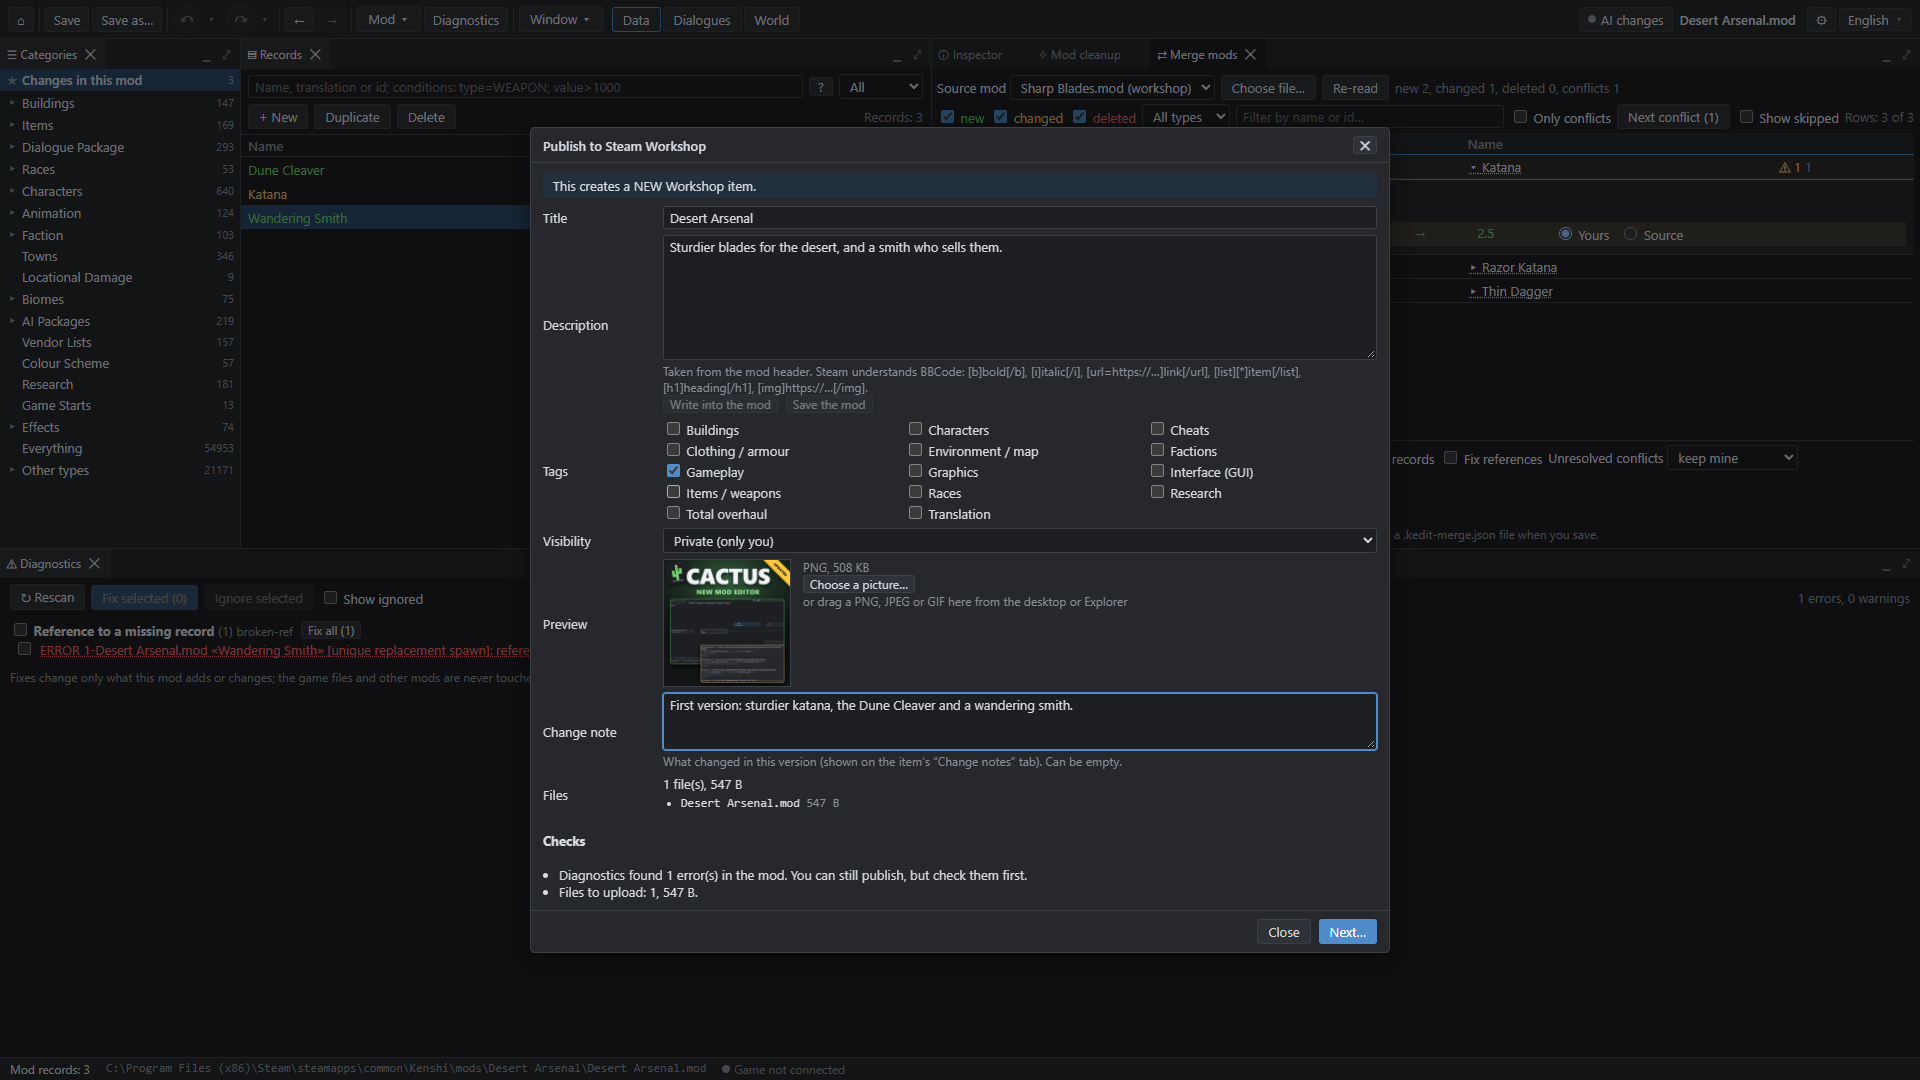 Save Save as... Mod Diagnostics Window Data Dialogues World AI changes Desert Arsenal.mod English
Categories Records Inspector Mod cleanup Merge mods
Changes in this mod 3
Buildings 147
Items 169
Dialogue Package 293
Races 53
Characters 640
Animation 124
Faction 103
Towns 346
Locational Damage 9
Biomes 75
AI Packages 219
Vendor Lists 157
Colour Scheme 57
Research 181
Game Starts 13
Effects 74
Everything 54953
Other types 21171
Name, translation or id; conditions: type=WEAPON; value>1000 ? All
+ New Duplicate Delete Records: 3
Name
Dune Cleaver
Katana
Wandering Smith
Source mod Sharp Blades.mod (workshop) Choose file... Re-read new 2, changed 1, deleted 0, conflicts 1
new changed deleted All types Filter by name or id... Only conflicts Next conflict (1) Show skipped Rows: 3 of 3
Name
Katana 1 1
→ 2.5 Yours Source
Razor Katana
Thin Dagger
records Fix references Unresolved conflicts keep mine
a .kedit-merge.json file when you save.
Publish to Steam Workshop
This creates a NEW Workshop item.
Title Desert Arsenal
Description Sturdier blades for the desert, and a smith who sells them.
Taken from the mod header. Steam understands BBCode: [b]bold[/b], [i]italic[/i], [url=https://...]link[/url], [list][*]item[/list],
[h1]heading[/h1], [img]https://...[/img].
Write into the mod Save the mod
Tags
Buildings Characters Cheats
Clothing / armour Environment / map Factions
Gameplay Graphics Interface (GUI)
Items / weapons Races Research
Total overhaul Translation
Visibility Private (only you)
Preview
CACTUS
NEW MOD EDITOR
PNG, 508 KB
Choose a picture...
or drag a PNG, JPEG or GIF here from the desktop or Explorer
Change note First version: sturdier katana, the Dune Cleaver and a wandering smith.
What changed in this version (shown on the item's "Change notes" tab). Can be empty.
Files 1 file(s), 547 B
• Desert Arsenal.mod 547 B
Checks
• Diagnostics found 1 error(s) in the mod. You can still publish, but check them first.
• Files to upload: 1, 547 B.
Close Next...
Diagnostics
Rescan Fix selected (0) Ignore selected Show ignored 1 errors, 0 warnings
Reference to a missing record (1) broken-ref Fix all (1)
ERROR 1-Desert Arsenal.mod «Wandering Smith» [unique replacement spawn]: refere
Fixes change only what this mod adds or changes; the game files and other mods are never touche
Mod records: 3 C:\Program Files (x86)\Steam\steamapps\common\Kenshi\mods\Desert Arsenal\Desert Arsenal.mod Game not connected